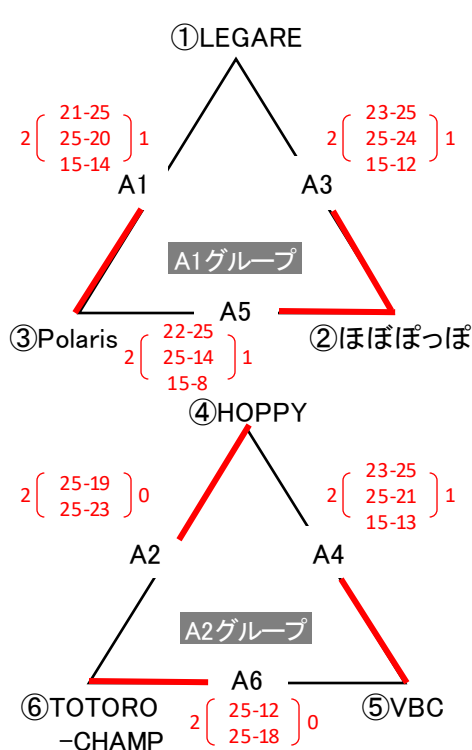 ①LEGARE
21-25
2 25-20 1
15-14
23-25
2 25-24 1
15-12
A1
A3
A1グループ
A5
③Polaris
②ほぼぽっぽ
22-25
2 25-14 1
15-8
④HOPPY
2 25-19 0
25-23
23-25
2 25-21 1
15-13
A2
A4
A2グループ
A6
⑥TOTORO
-CHAMP
⑤VBC
2 25-12 0
25-18